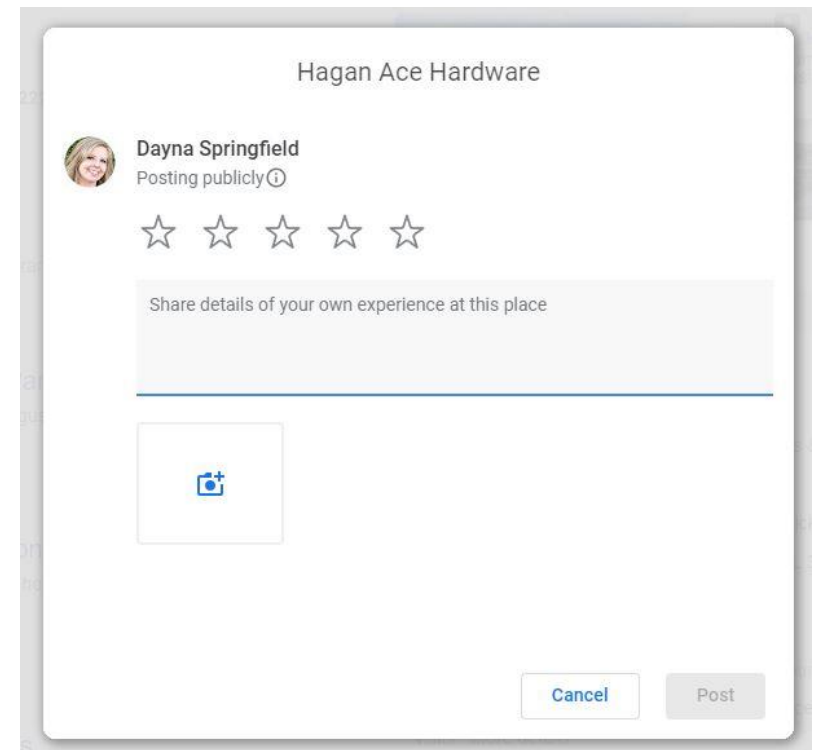 Hagan Ace Hardware
Dayna Springfield
Posting publicly
Share details of your own experience at this place
Cancel
Post